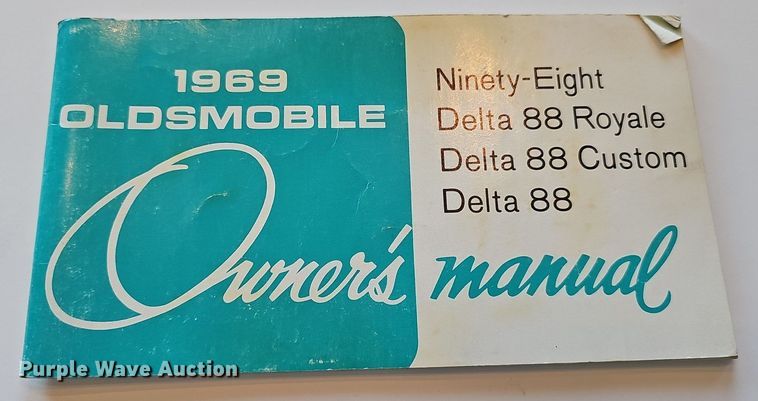 1969
OLDSMOBILE
Owner's manual
Ninety-Eight
Delta 88 Royale
Delta 88 Custom
Delta 88
Purple Wave Auction